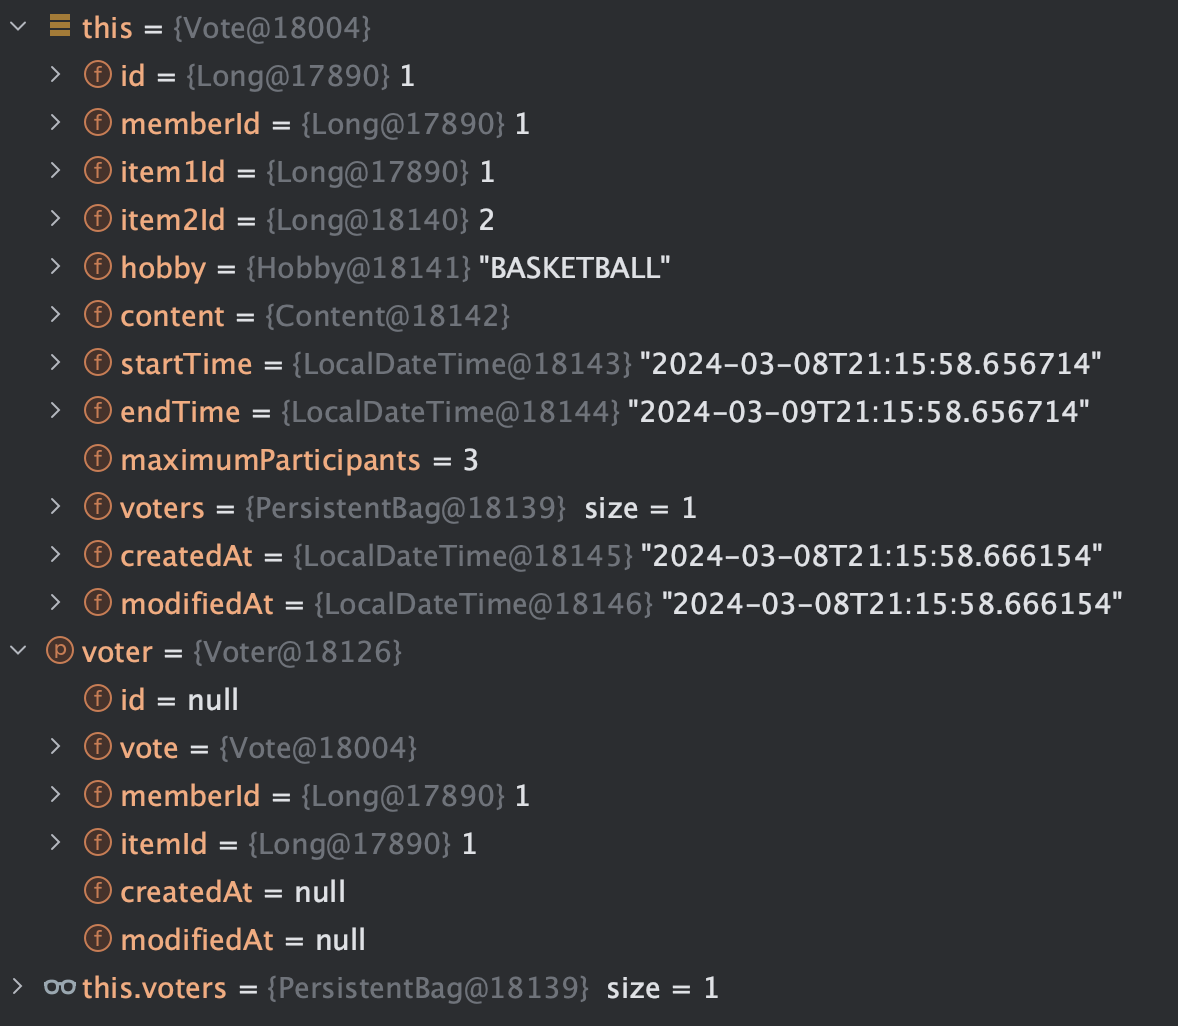 this = {Vote@18004}
f id = {Long@17890} 1
f memberId = {Long@17890} 1
f item1Id = {Long@17890} 1
f item2Id = {Long@18140} 2
f hobby = {Hobby@18141} "BASKETBALL"
f content = {Content@18142}
f startTime = {LocalDateTime@18143} "2024-03-08T21:15:58.656714"
f endTime = {LocalDateTime@18144} "2024-03-09T21:15:58.656714"
f maximumParticipants = 3
f voters = {PersistentBag@18139} size = 1
f createdAt = {LocalDateTime@18145} "2024-03-08T21:15:58.666154"
f modifiedAt = {LocalDateTime@18146} "2024-03-08T21:15:58.666154"
p voter = {Voter@18126}
f id = null
f vote = {Vote@18004}
f memberId = {Long@17890} 1
f itemId = {Long@17890} 1
f createdAt = null
f modifiedAt = null
this.voters = {PersistentBag@18139} size = 1